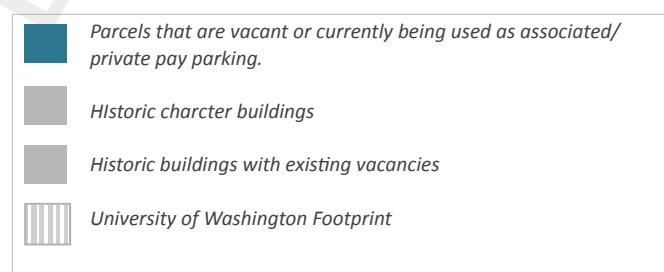 Parcels that are vacant or currently being used as associated/
private pay parking.
HIstoric charcter buildings
Historic buildings with existing vacancies
University of Washington Footprint